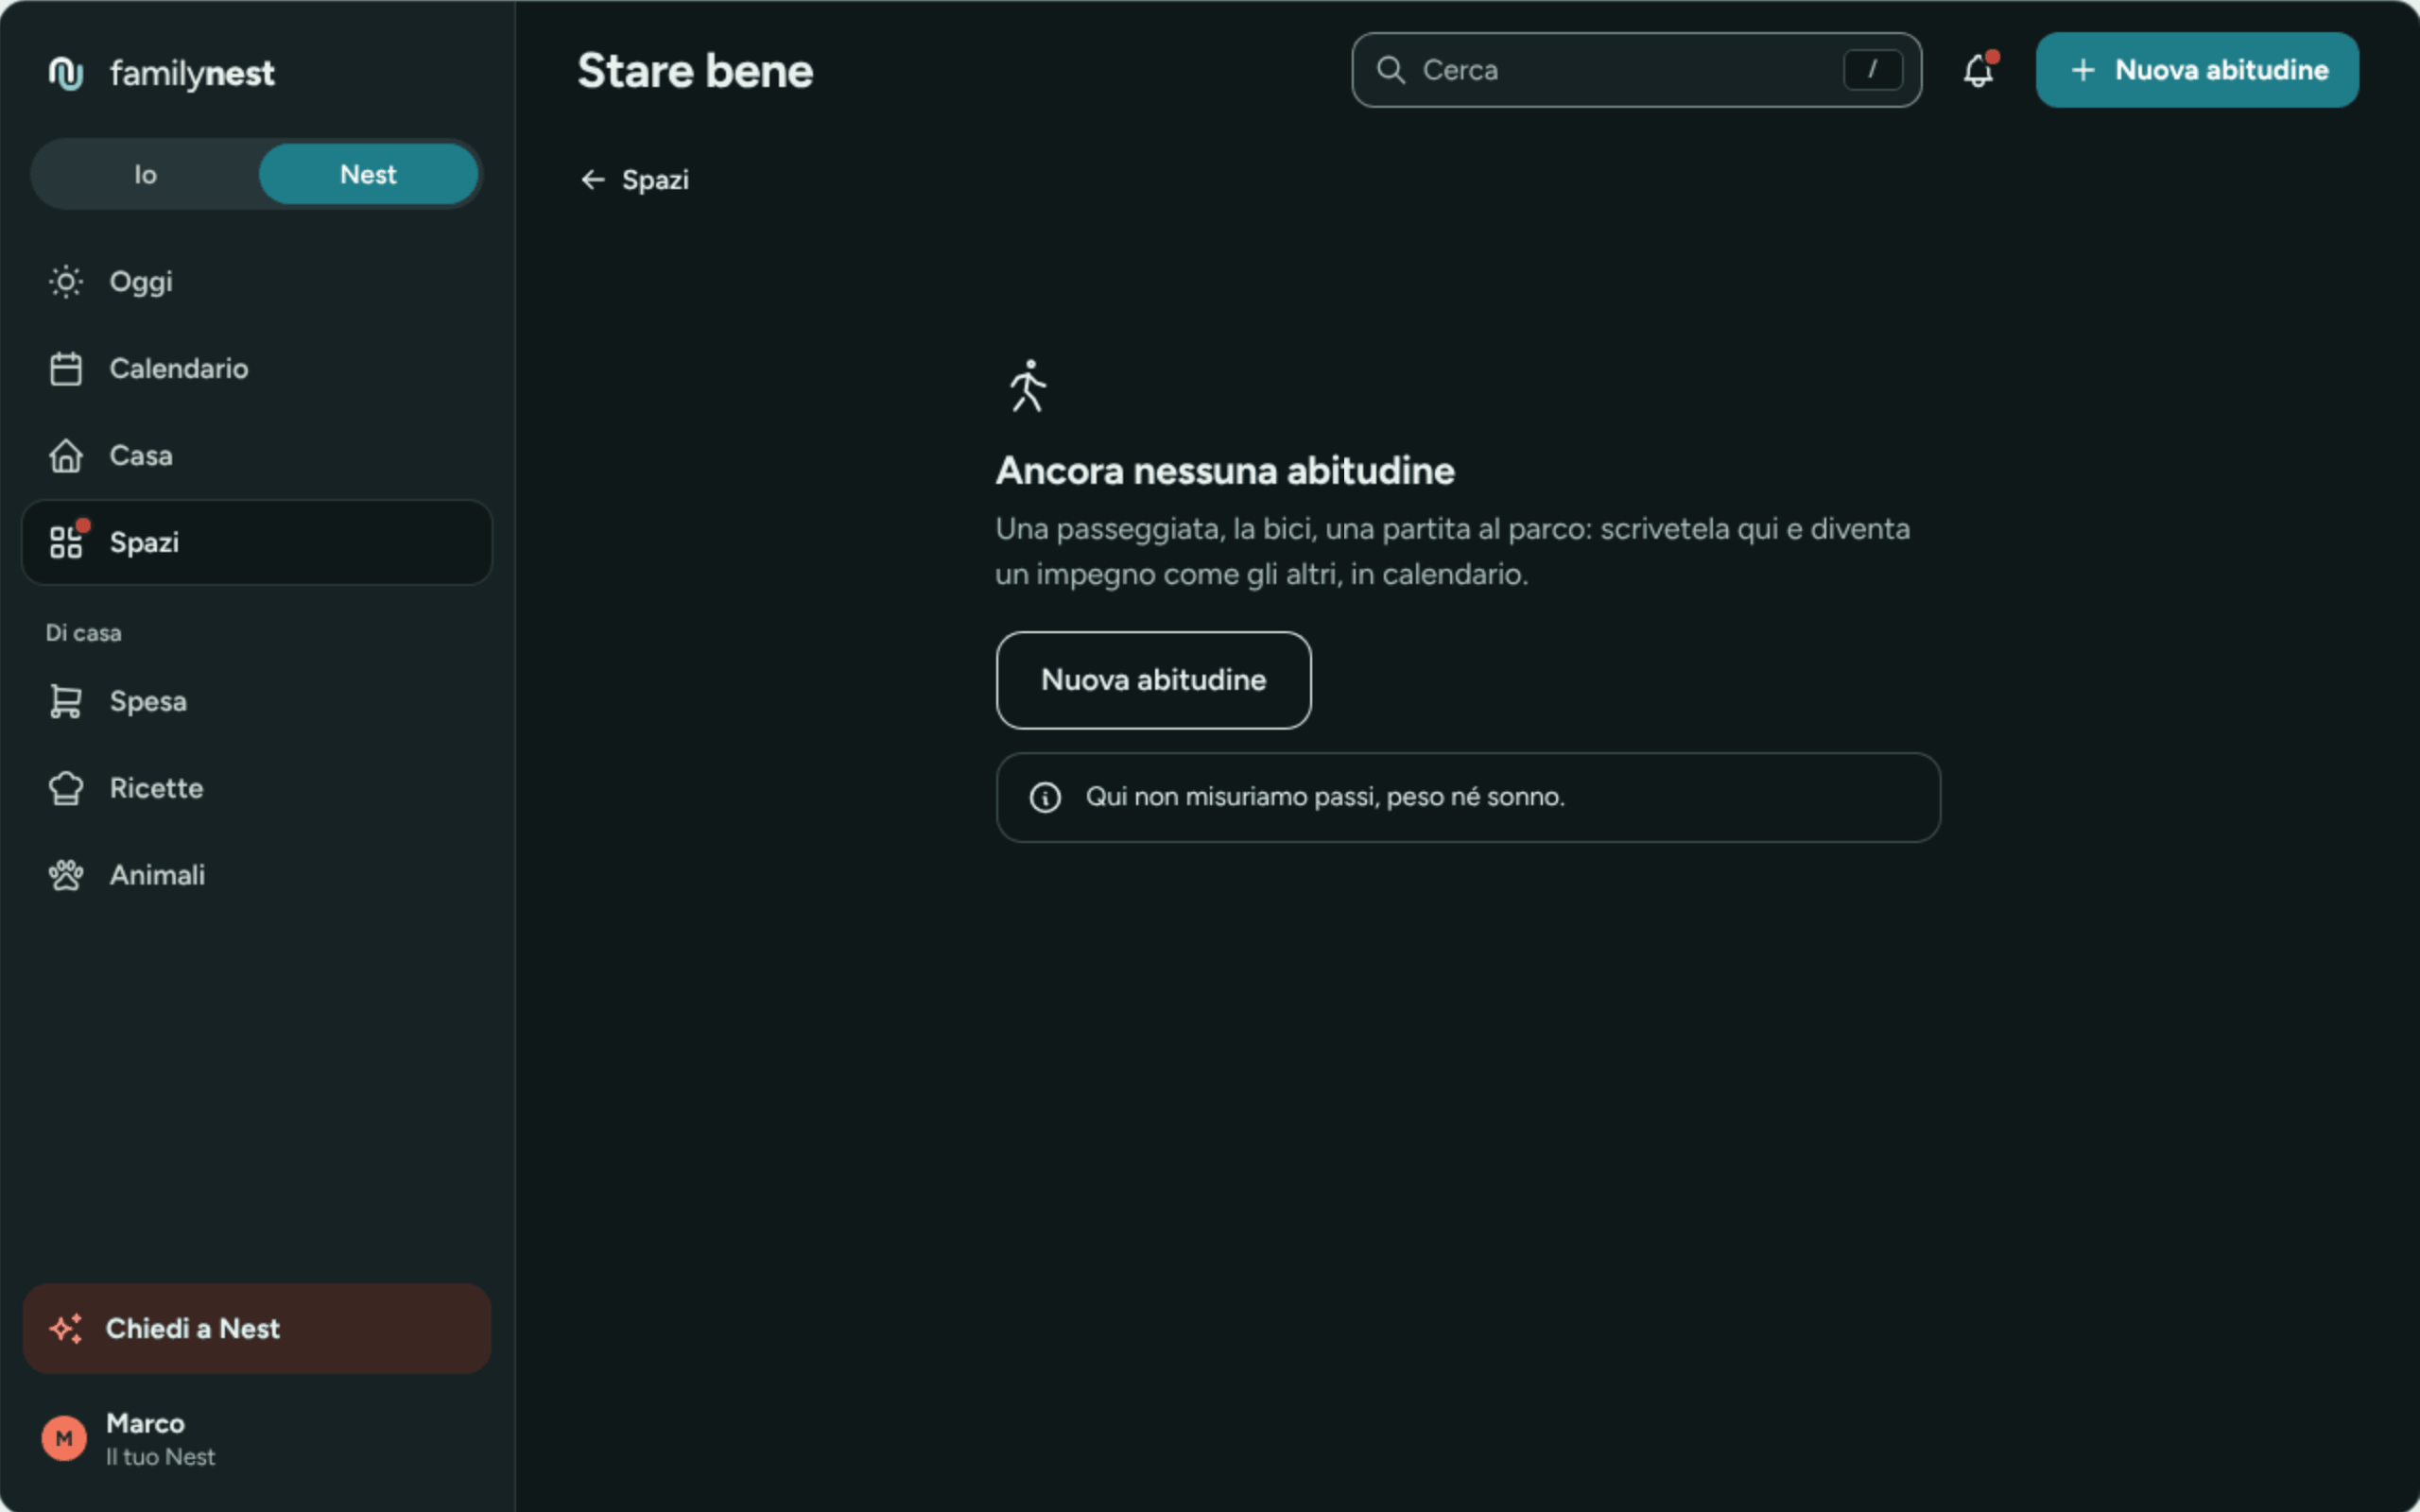 familynest
Io
Nest
Oggi
Calendario
Casa
Spazi
Di casa
Spesa
Ricette
Animali
Chiedi a Nest
M
Marco
Il tuo Nest
Stare bene
Cerca
/
Nuova abitudine
Spazi
Ancora nessuna abitudine
Una passeggiata, la bici, una partita al parco: scrivetela qui e diventa
un impegno come gli altri, in calendario.
Nuova abitudine
Qui non misuriamo passi, peso né sonno.